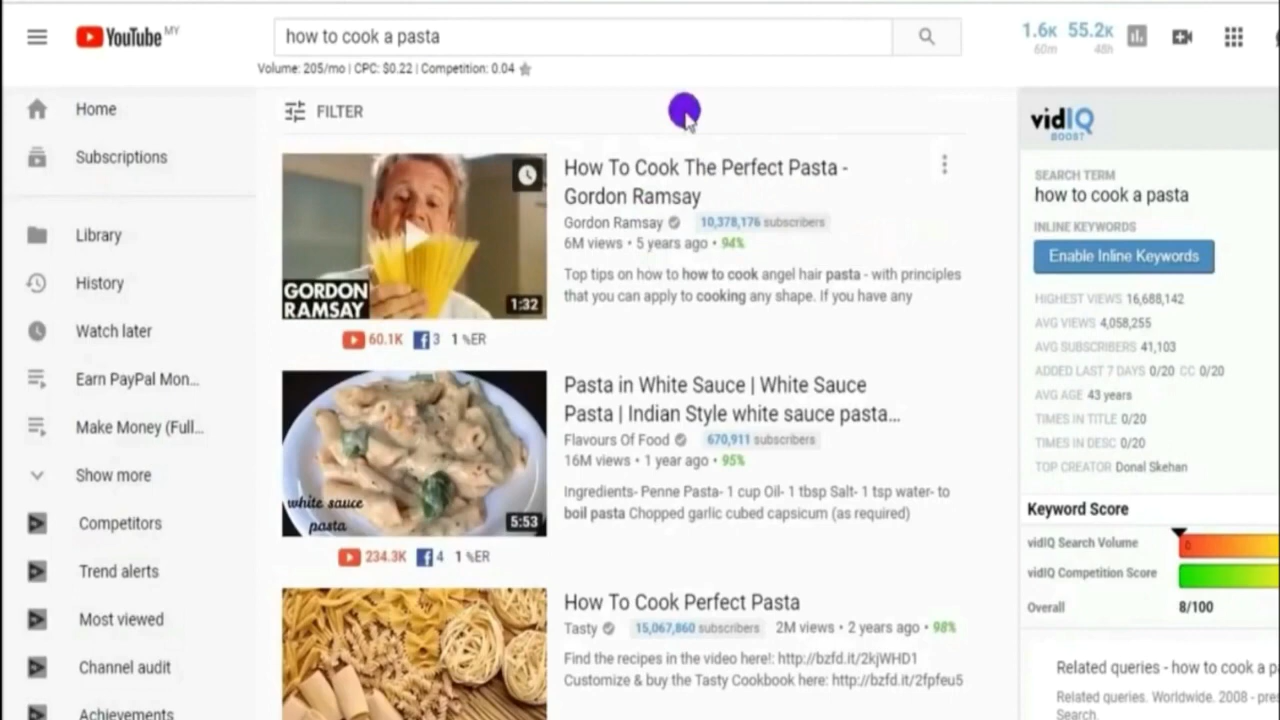 YouTube MY
how to cook a pasta
1.6K 55.2K
60m 48h
Volume: 205/mo | CPC: $0.22 | Competition: 0.04
Home
Subscriptions
Library
History
Watch later
Earn PayPal Mon...
Make Money (Full...
Show more
Competitors
Trend alerts
Most viewed
Channel audit
Achievements
FILTER
GORDON
RAMSAY
1:32
How To Cook The Perfect Pasta -
Gordon Ramsay
Gordon Ramsay 10,378,176 subscribers
6M views • 5 years ago • 94%
Top tips on how to how to cook angel hair pasta - with principles
that you can apply to cooking any shape. If you have any
60.1K 3 1 %ER
white sauce
pasta
5:53
Pasta in White Sauce | White Sauce
Pasta | Indian Style white sauce pasta...
Flavours Of Food 670,911 subscribers
16M views • 1 year ago • 95%
Ingredients- Penne Pasta- 1 cup Oil- 1 tbsp Salt- 1 tsp water- to
boil pasta Chopped garlic cubed capsicum (as required)
234.3K 4 1 %ER
How To Cook Perfect Pasta
Tasty 15,067,860 subscribers 2M views • 2 years ago • 98%
Find the recipes in the video here!: http://bzfd.it/2kjWHD1
Customize & buy the Tasty Cookbook here: http://bzfd.it/2fpfeu5
vidIQ
BOOST
SEARCH TERM
how to cook a pasta
INLINE KEYWORDS
Enable Inline Keywords
HIGHEST VIEWS 16,688,142
AVG VIEWS 4,058,255
AVG SUBSCRIBERS 41,103
ADDED LAST 7 DAYS 0/20 CC 0/20
AVG AGE 43 years
TIMES IN TITLE 0/20
TIMES IN DESC 0/20
TOP CREATOR Donal Skehan
Keyword Score
vidIQ Search Volume
vidIQ Competition Score
Overall 8/100
Related queries - how to cook a p
Related queries. Worldwide. 2008 - pre
Search.